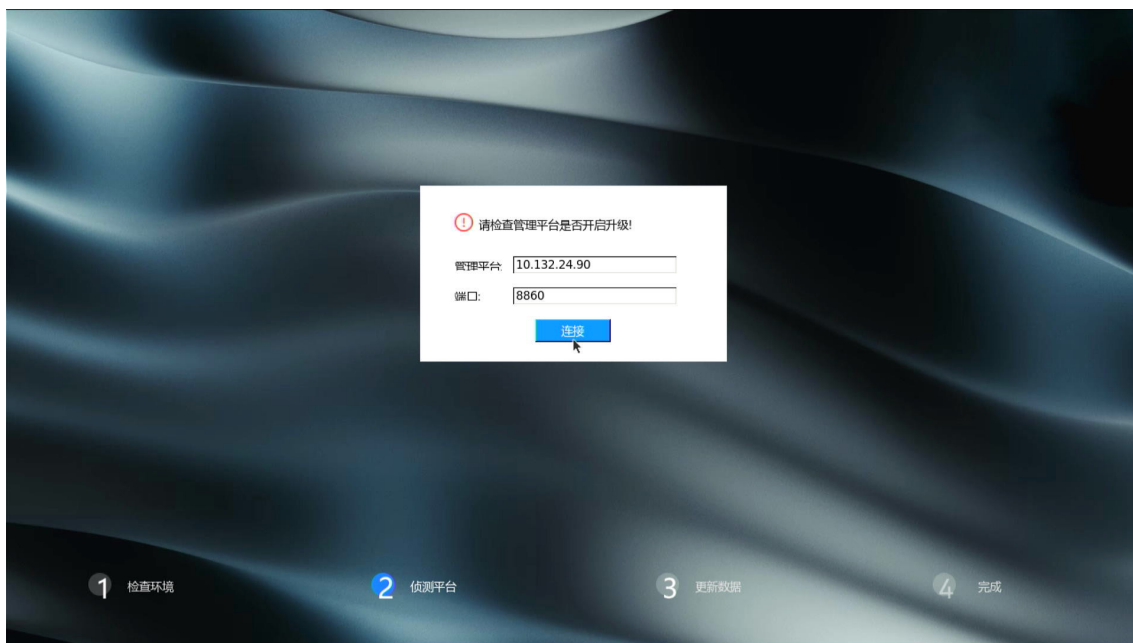 请检查管理平台是否开启升级!
管理平台: 10.132.24.90
端口: 8860
连接
1 检查环境
2 侦测平台
3 更新数据
4 完成